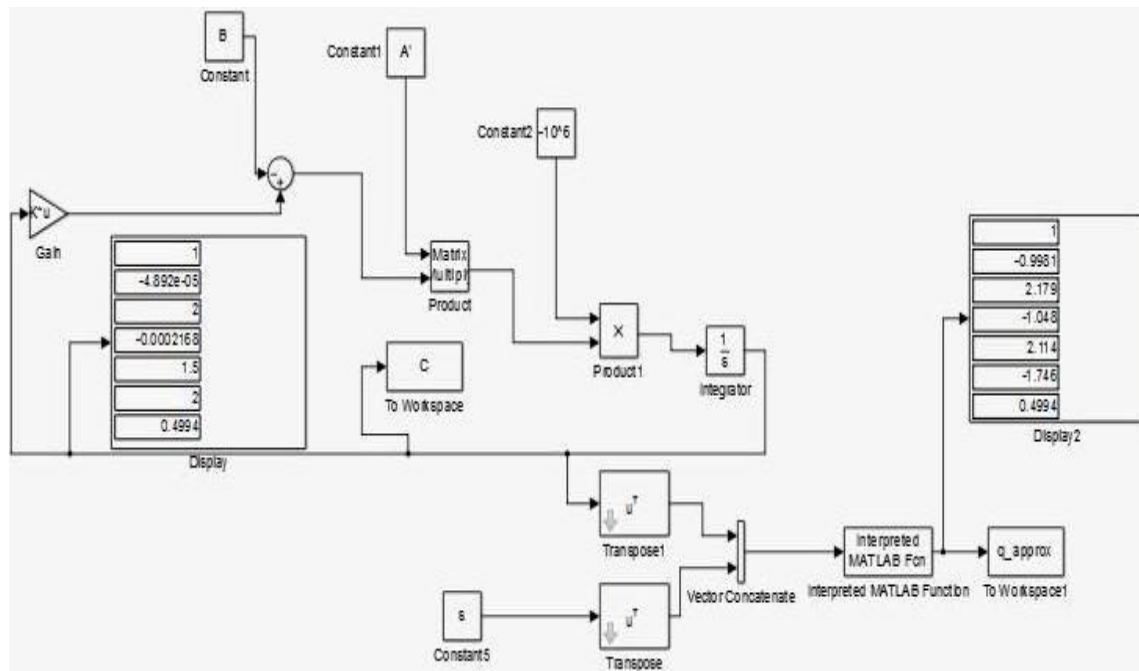 B
Constant
Constant1
A'
Constant2
-10^6
-
+
K*u
Gain
1
-4.892e-05
2
-0.0002168
1.5
2
0.4994
Display
Matrix
Multiply
Product
C
To Workspace
X
Product1
1
s
Integrator
1
-0.9981
2.179
-1.048
2.114
-1.746
0.4994
Display2
uT
Transpose1
s
Constant5
uT
Transpose
Vector Concatenate
Interpreted
MATLAB Fcn
Interpreted MATLAB Function
q_approx
To Workspace1